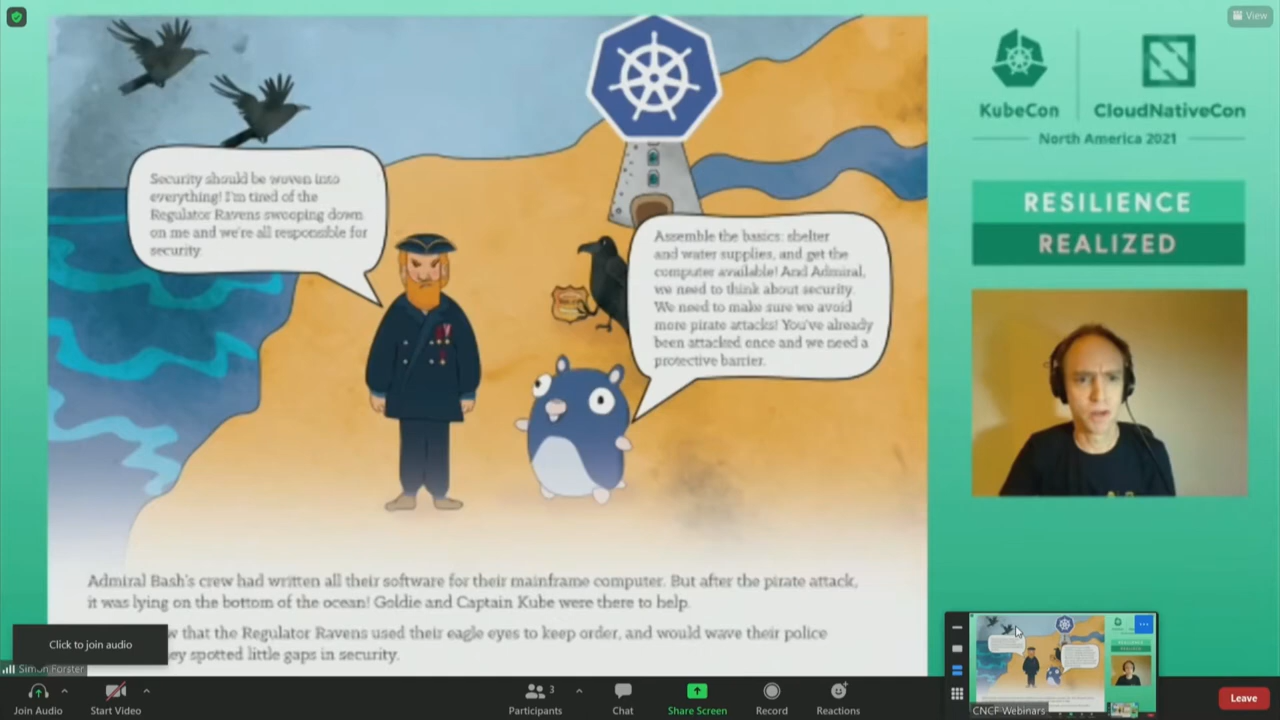 View
KubeCon
CloudNativeCon
North America 2021
RESILIENCE
REALIZED
Security should be woven into
everything! I'm tired of the
Regulator Ravens swooping down
on me and we're all responsible for
security.
Assemble the basics: shelter
and water supplies, and get the
computer available! And Admiral,
we need to think about security.
We need to make sure we avoid
more pirate attacks! You've already
been attacked once and we need a
protective barrier.
Admiral Bash's crew had written all their software for their mainframe computer. But after the pirate attack,
it was lying on the bottom of the ocean! Goldie and Captain Kube were there to help.
w that the Regulator Ravens used their eagle eyes to keep order, and would wave their police
ey spotted little gaps in security.
Click to join audio
Simon Forster
CNCF Webinars
Join Audio
Start Video
Participants
3
Chat
Share Screen
Record
Reactions
Leave